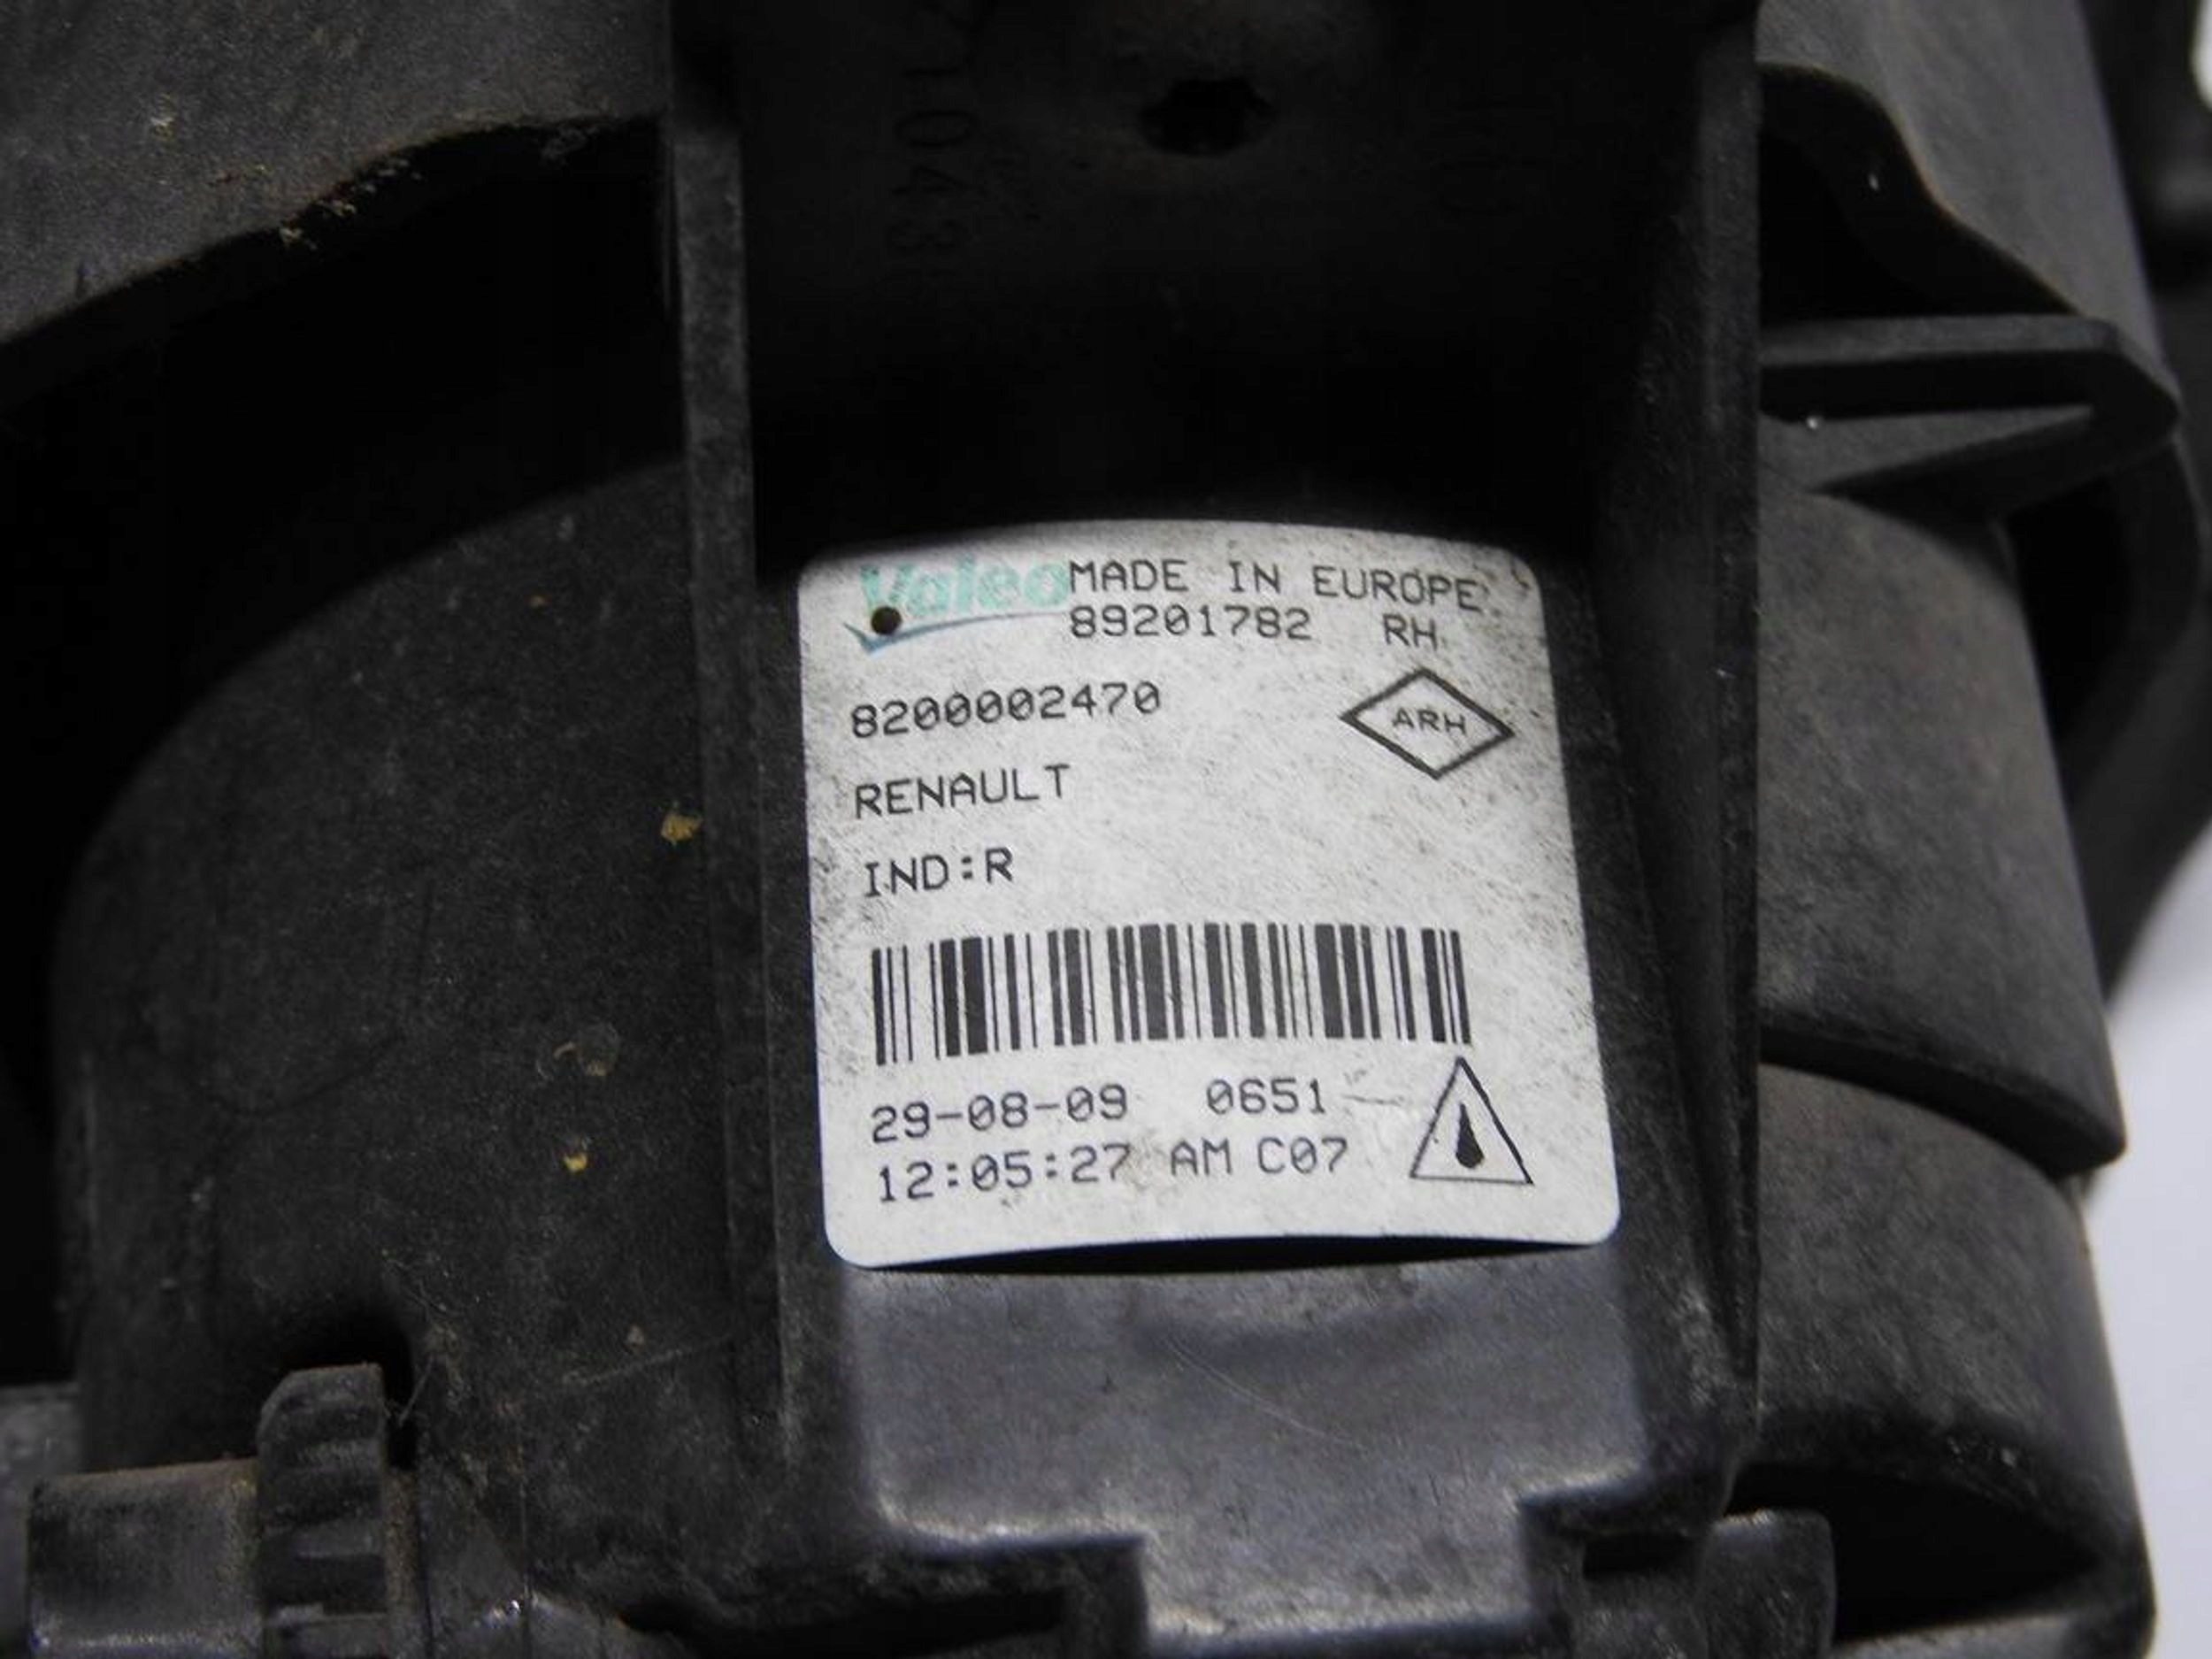 Valeo MADE IN EUROPE
89201782 RH
8200002470
ARH
RENAULT
IND:R
29-08-09 0651
12:05:27 AM C07